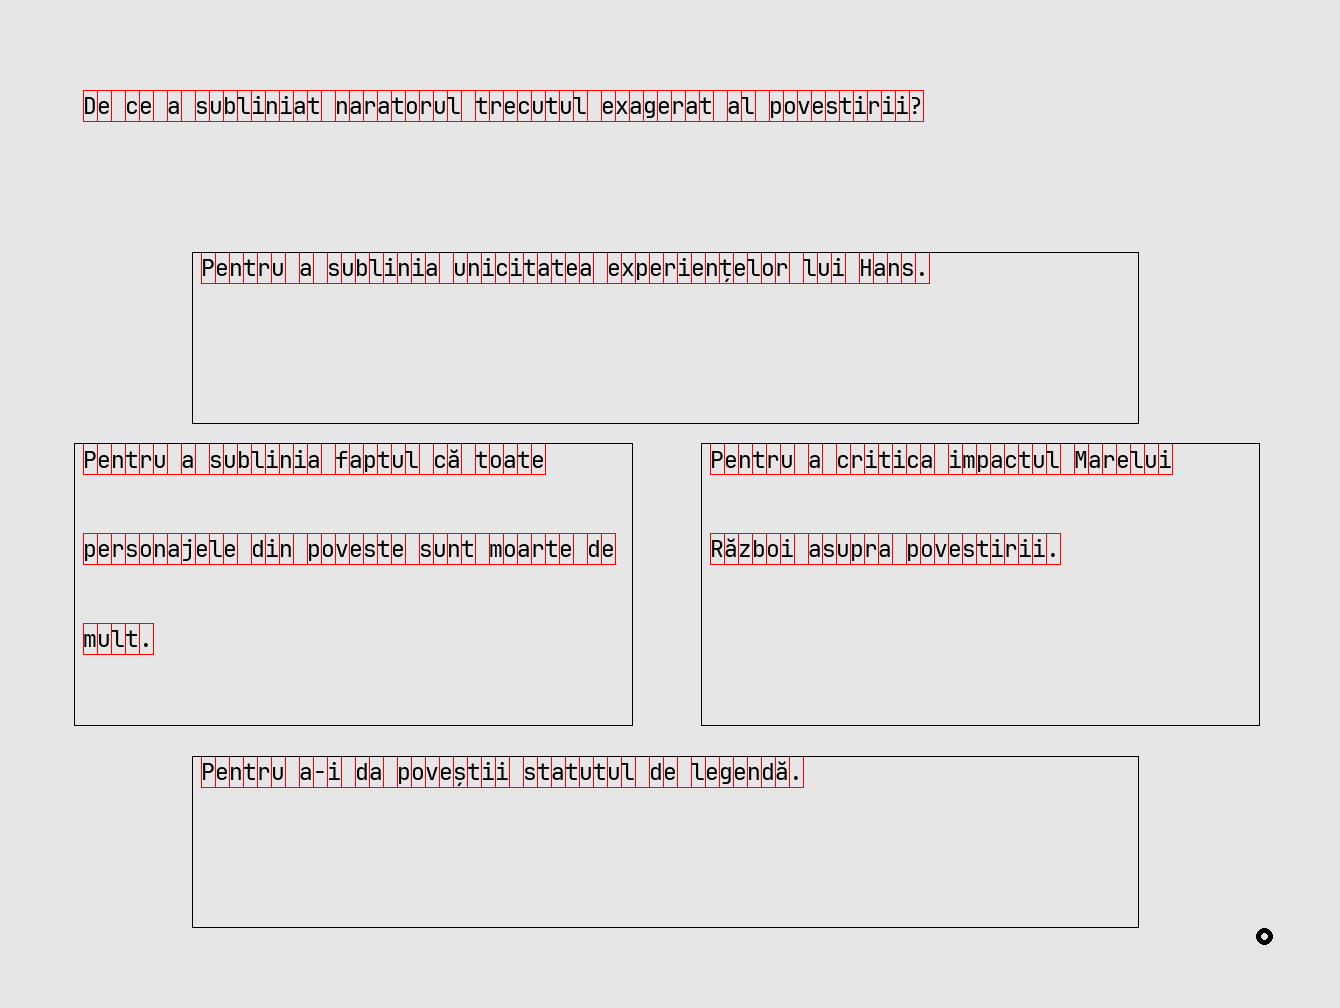 De ce a subliniat naratorul trecutul exagerat al povestirii?
Pentru a sublinia unicitatea experiențelor lui Hans.
Pentru a sublinia faptul că toate
personajele din poveste sunt moarte de
mult.
Pentru a critica impactul Marelui
Război asupra povestirii.
Pentru a-i da poveștii statutul de legendă.